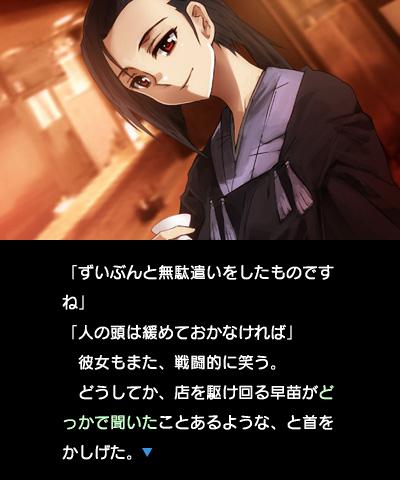 「ずいぶんと無駄遣いをしたものです
ね」
「人の頭は緩めておかなければ」
　彼女もまた、戦闘的に笑う。
　どうしてか、店を駆け回る早苗がど
っかで聞いたことあるような、と首を
かしげた。▼